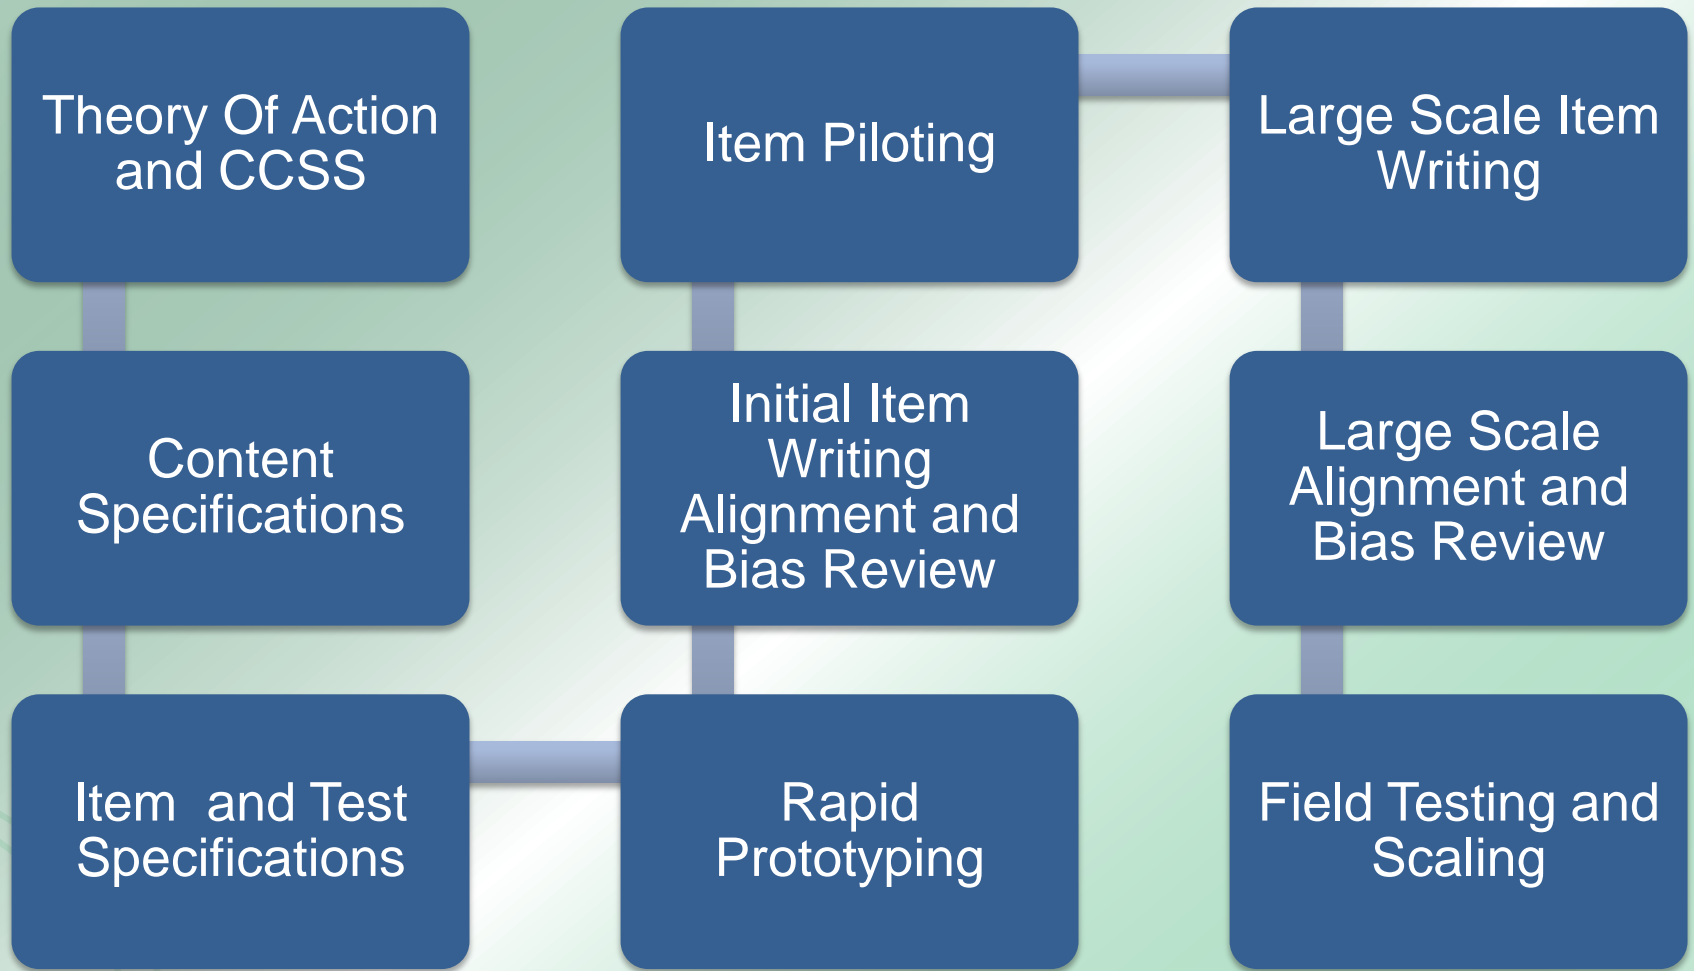 Theory Of Action
and CCSS
Content
Specifications
Item  and Test
Specifications
Rapid
Prototyping
Initial Item
Writing
Alignment and
Bias Review
Item Piloting
Large Scale Item
Writing
Large Scale
Alignment and
Bias Review
Field Testing and
Scaling